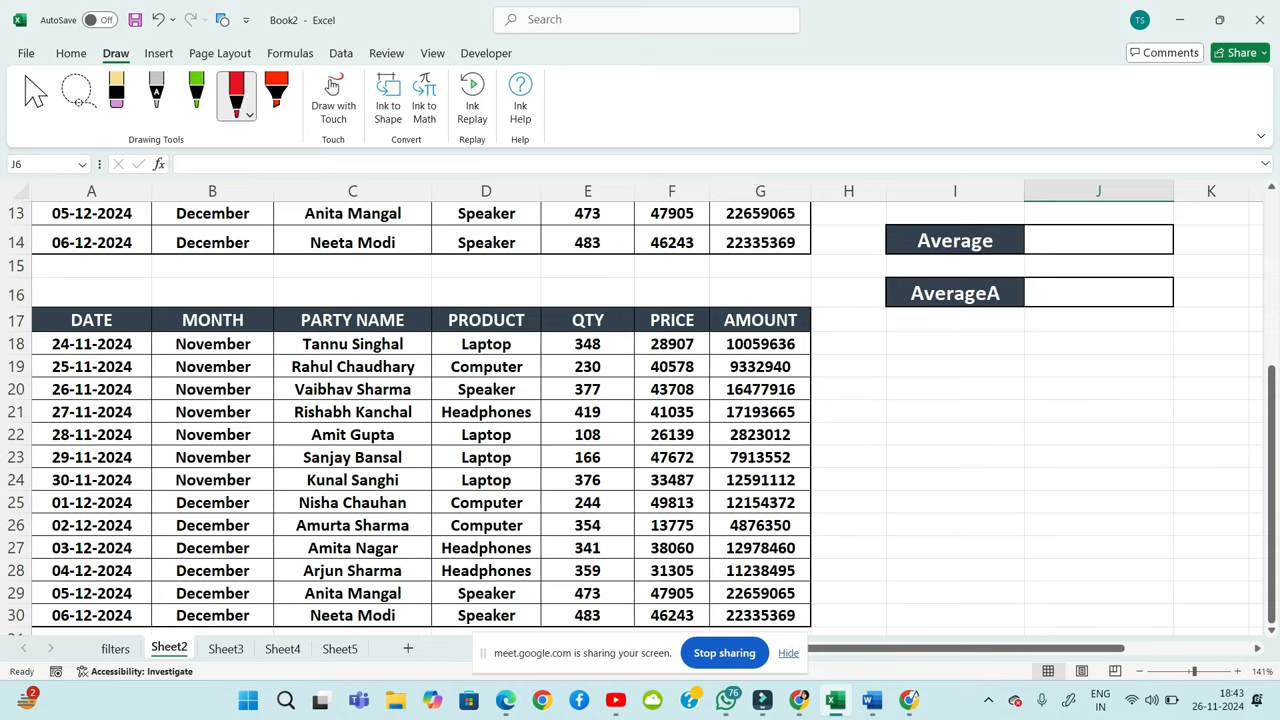 AutoSave Off Book2 - Excel Search TS
File Home Draw Insert Page Layout Formulas Data Review View Developer Comments Share
Draw with Touch Ink to Shape Ink to Math Ink Replay Ink Help
Drawing Tools Touch Convert Replay Help
J6 fx
A B C D E F G H I J K
13 05-12-2024 December Anita Mangal Speaker 473 47905 22659065
14 06-12-2024 December Neeta Modi Speaker 483 46243 22335369 Average
15
16 AverageA
17 DATE MONTH PARTY NAME PRODUCT QTY PRICE AMOUNT
18 24-11-2024 November Tannu Singhal Laptop 348 28907 10059636
19 25-11-2024 November Rahul Chaudhary Computer 230 40578 9332940
20 26-11-2024 November Vaibhav Sharma Speaker 377 43708 16477916
21 27-11-2024 November Rishabh Kanchal Headphones 419 41035 17193665
22 28-11-2024 November Amit Gupta Laptop 108 26139 2823012
23 29-11-2024 November Sanjay Bansal Laptop 166 47672 7913552
24 30-11-2024 November Kunal Sanghi Laptop 376 33487 12591112
25 01-12-2024 December Nisha Chauhan Computer 244 49813 12154372
26 02-12-2024 December Amurta Sharma Computer 354 13775 4876350
27 03-12-2024 December Amita Nagar Headphones 341 38060 12978460
28 04-12-2024 December Arjun Sharma Headphones 359 31305 11238495
29 05-12-2024 December Anita Mangal Speaker 473 47905 22659065
30 06-12-2024 December Neeta Modi Speaker 483 46243 22335369
filters Sheet2 Sheet3 Sheet4 Sheet5 meet.google.com is sharing your screen. Stop sharing Hide
Ready Accessibility: Investigate 141%
2 76 ENG IN 18:43 26-11-2024